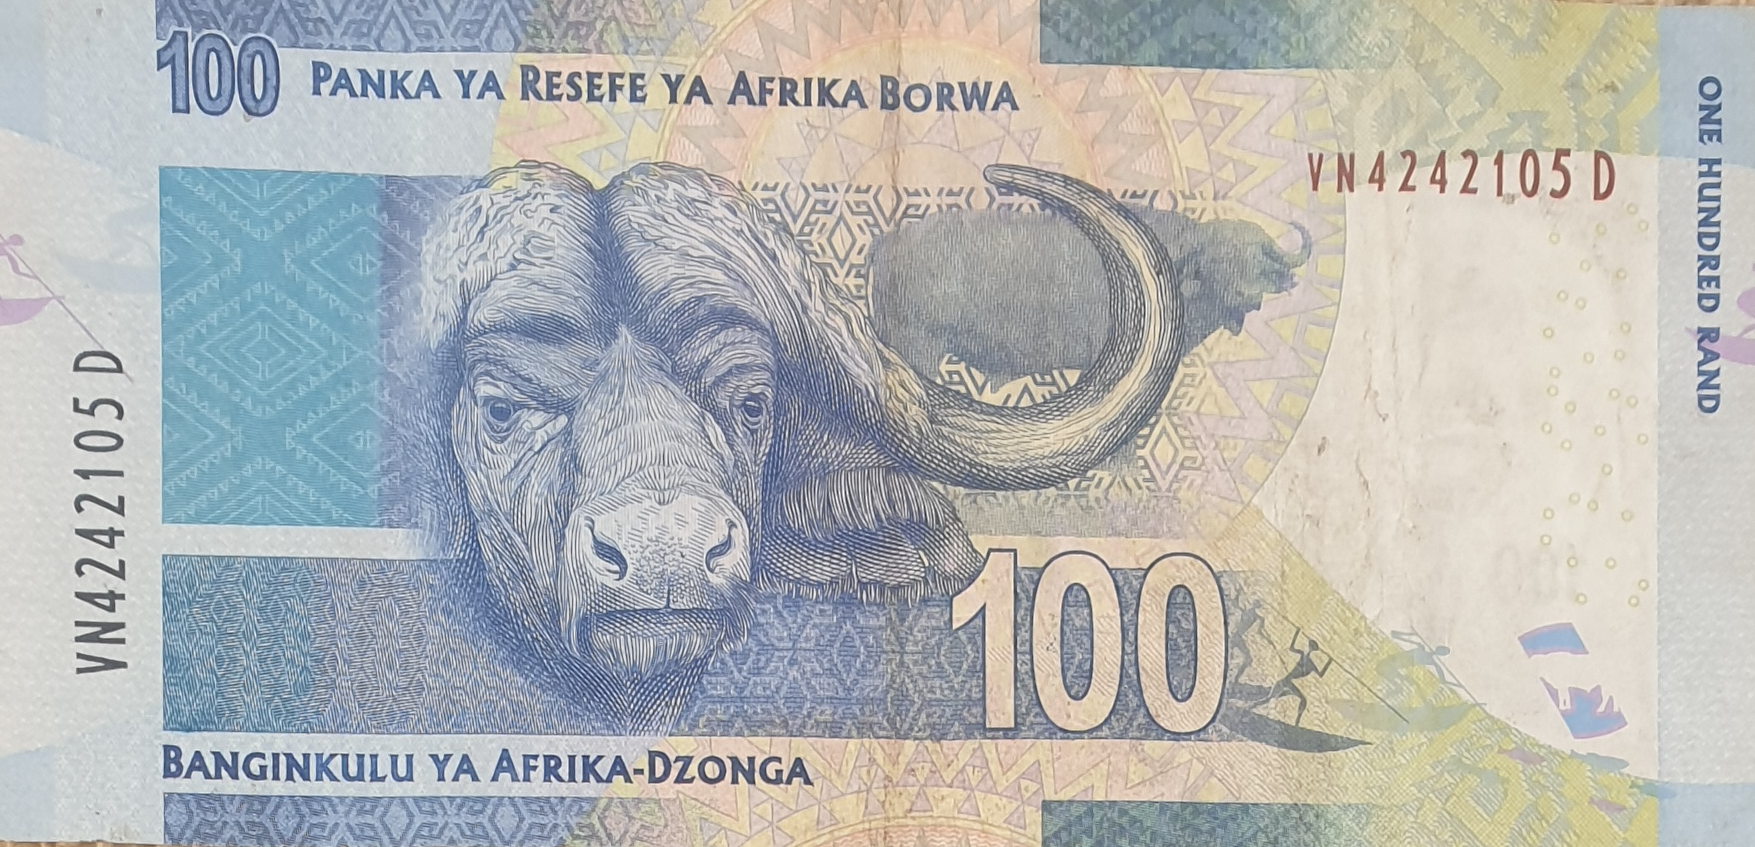 100 PANKA YA RESEFE YA AFRIKA BORWA
VN4242105 D
ONE HUNDRED RAND
VN4242105 D
100
BANGINKULU YA AFRIKA-DZONGA